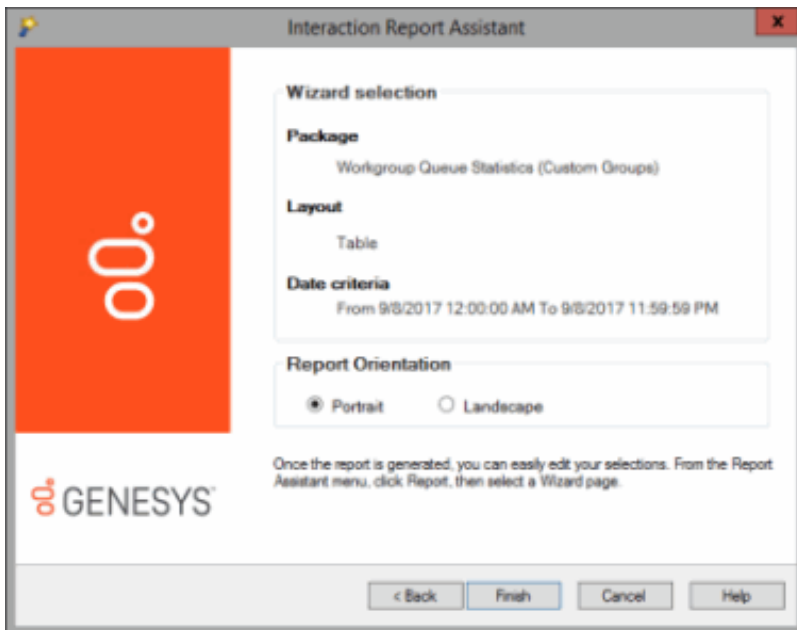 Interaction Report Assistant
x
Wizard selection
Package
Workgroup Queue Statistics (Custom Groups)
Layout
Table
Date criteria
From 9/8/2017 12:00:00 AM To 9/8/2017 11:59:59 PM
Report Orientation
Portrait Landscape
Once the report is generated, you can easily edit your selections. From the Report
Assistant menu, click Report, then select a Wizard page.
GENESYS
< Back Finish Cancel Help